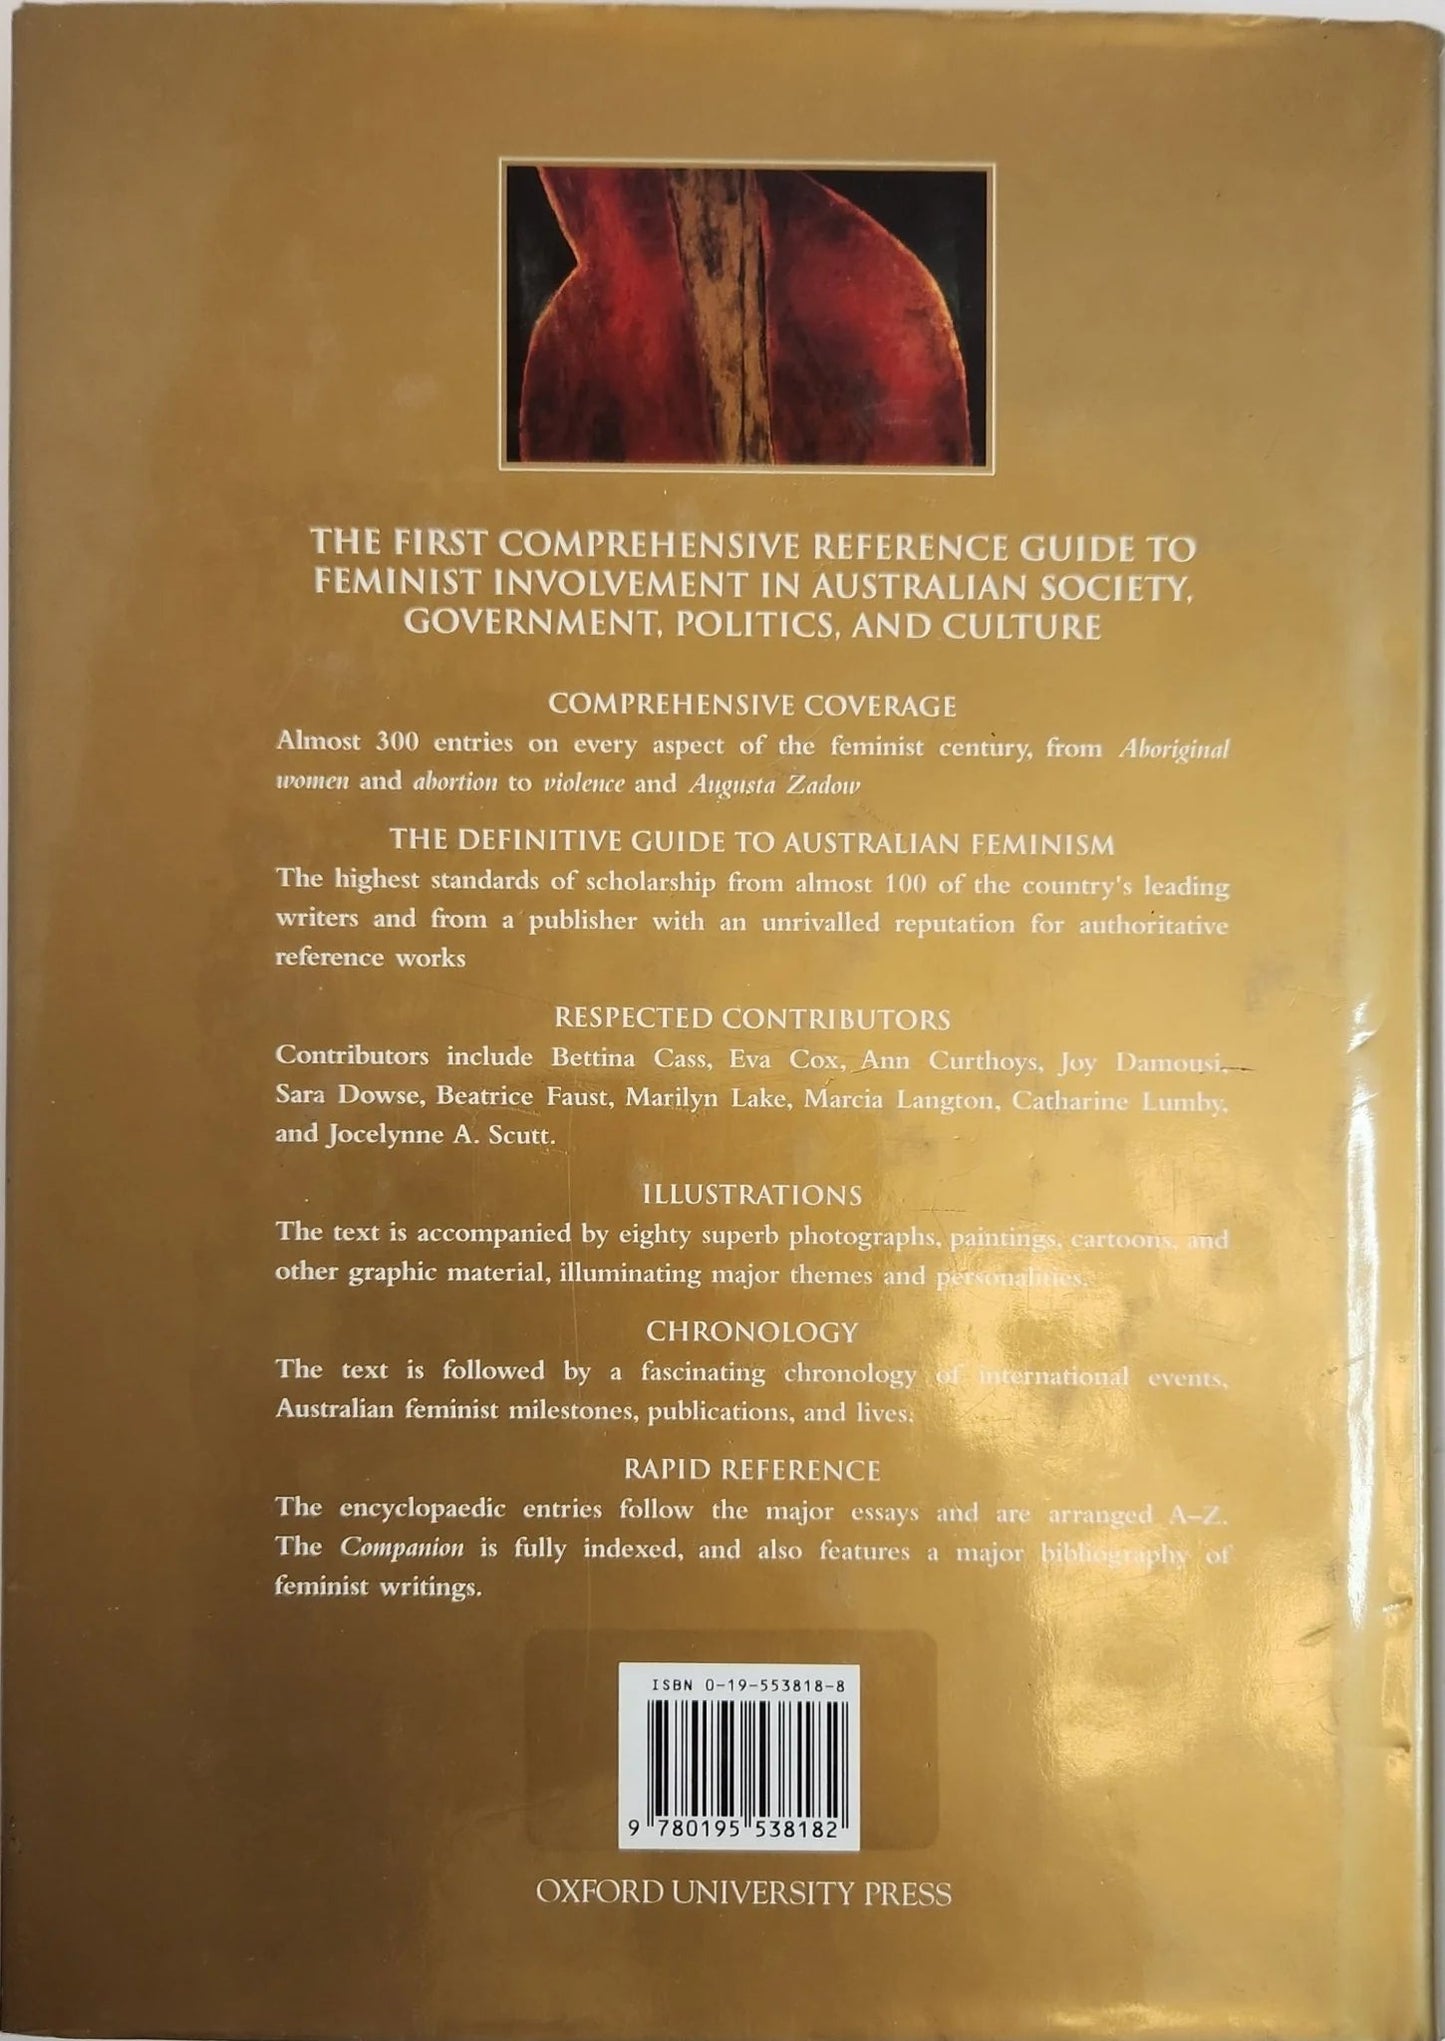 THE FIRST COMPREHENSIVE REFERENCE GUIDE TO
FEMINIST INVOLVEMENT IN AUSTRALIAN SOCIETY,
GOVERNMENT, POLITICS, AND CULTURE
COMPREHENSIVE COVERAGE
Almost 300 entries on every aspect of the feminist century, from Aboriginal
women and abortion to violence and Augusta Zadow
THE DEFINITIVE GUIDE TO AUSTRALIAN FEMINISM
The highest standards of scholarship from almost 100 of the country's leading
writers and from a publisher with an unrivalled reputation for authoritative
reference works
RESPECTED CONTRIBUTORS
Contributors include Bettina Cass, Eva Cox, Ann Curthoys, Joy Damousi,
Sara Dowse, Beatrice Faust, Marilyn Lake, Marcia Langton, Catharine Lumby,
and Jocelynne A. Scutt.
ILLUSTRATIONS
The text is accompanied by eighty superb photographs, paintings, cartoons, and
other graphic material, illuminating major themes and personalities.
CHRONOLOGY
The text is followed by a fascinating chronology of international events,
Australian feminist milestones, publications, and lives.
RAPID REFERENCE
The encyclopaedic entries follow the major essays and are arranged A–Z.
The Companion is fully indexed, and also features a major bibliography of
feminist writings.
ISBN 0-19-553818-8
9 780195 538182
OXFORD UNIVERSITY PRESS